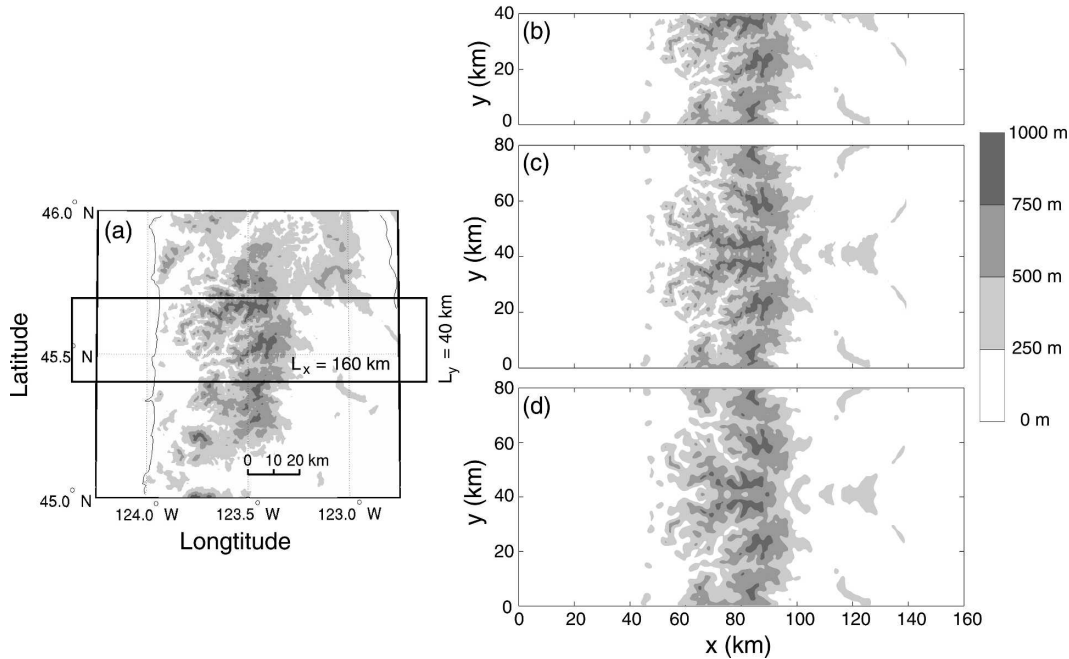 (a)
46.0° N
45.5° N
45.0° N
124.0° W
123.5° W
123.0° W
Latitude
Longtitude
Lx = 160 km
Ly = 40 km
0 10 20 km
(b)
y (km)
40
20
0
(c)
y (km)
80
60
40
20
0
(d)
y (km)
80
60
40
20
0
0 20 40 60 80 100 120 140 160
x (km)
1000 m
750 m
500 m
250 m
0 m